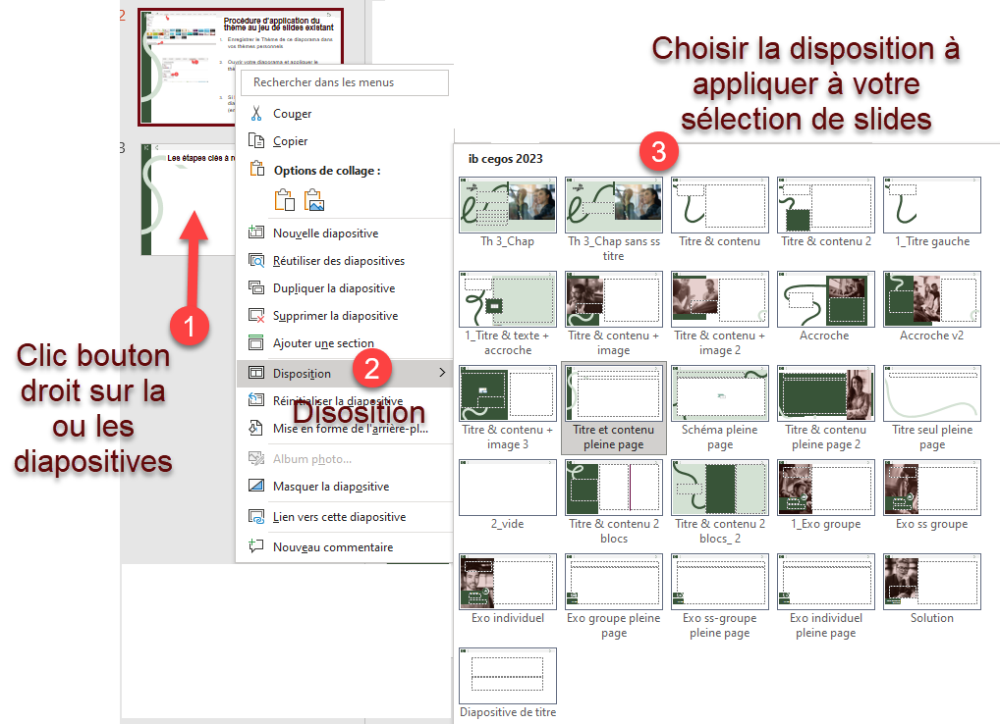 2
Procédure d'application du
thème au jeu de slides existant
1. Enregistrer le Thème de ce diaporama dans
vos thèmes personnels
2. Ouvrir votre diaporama et appliquer le
3
Les étapes clé à r
Rechercher dans les menus
Couper
Copier
Options de collage :
Nouvelle diapositive
Réutiliser des diapositives
Dupliquer la diapositive
Supprimer la diapositive
Ajouter une section
Disposition
Réinitialiser la diapositive
Mise en forme de l'arrière-pl...
Album photo...
Masquer la diapositive
Lien vers cette diapositive
Nouveau commentaire
1
Clic bouton
droit sur la
ou les
diapositives
2
Disosition
Choisir la disposition à
appliquer à votre
sélection de slides
3
ib cegos 2023
Th 3_Chap
Th 3_Chap sans ss
titre
Titre & contenu
Titre & contenu 2
1_Titre gauche
1_Titre & texte +
accroche
Titre & contenu +
image
Titre & contenu +
image 2
Accroche
Accroche v2
Titre & contenu +
image 3
Titre et contenu
pleine page
Schéma pleine
page
Titre & contenu
pleine page 2
Titre seul pleine
page
2_vide
Titre & contenu 2
blocs
Titre & contenu 2
blocs_ 2
1_Exo groupe
Exo ss groupe
Exo individuel
Exo groupe pleine
page
Exo ss-groupe
pleine page
Exo individuel
pleine page
Solution
Diapositive de titre